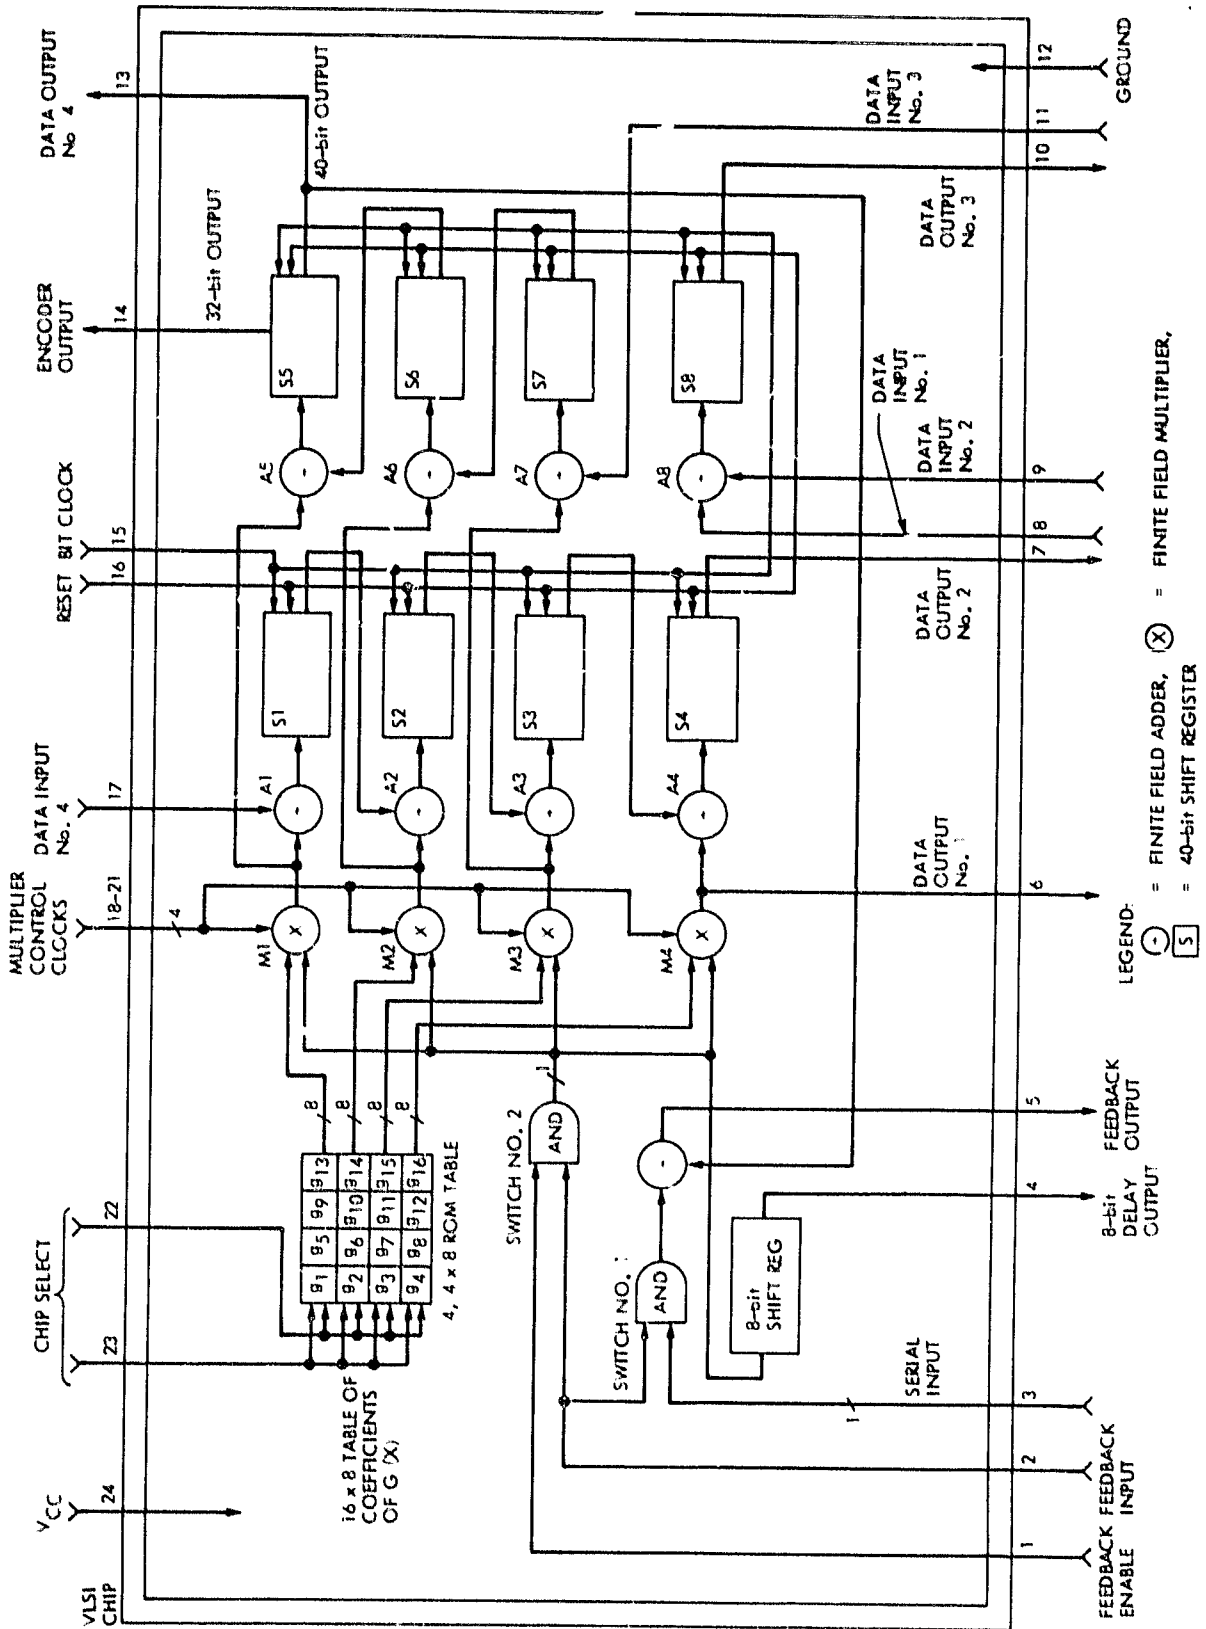 VLSI
CHIP
VCC
24
CHIP SELECT
23
22
MULTIPLIER
CONTROL
CLOCKS
18-21
4
DATA INPUT
No. 4
17
RESET
16
BIT CLOCK
15
ENCODER
OUTPUT
14
32-bit OUTPUT
DATA OUTPUT
No 4
13
40-bit OUTPUT
16 x 8 TABLE OF
COEFFICIENTS
OF G (X)
g1 g5 g9 g13
g2 g6 g10 g14
g3 g7 g11 g15
g4 g8 g12 g16
8
8
8
8
4, 4 x 8 ROM TABLE
M1
X
M2
X
M3
X
M4
X
A1
A2
A3
A4
S1
S2
S3
S4
A5
A6
A7
A8
S5
S6
S7
S8
SWITCH NO. 2
AND
1
SWITCH NO. 1
AND
8-bit
SHIFT REG
SERIAL
INPUT
1
DATA
OUTPUT
No. 1
DATA
OUTPUT
No. 2
DATA
INPUT
No. 1
DATA
INPUT
No. 2
DATA
OUTPUT
No. 3
DATA
INPUT
No. 3
1
2
3
4
5
6
7
8
9
10
11
12
FEEDBACK
ENABLE
FEEDBACK
INPUT
8-bit
DELAY
OUTPUT
FEEDBACK
OUTPUT
GROUND
LEGEND:
= FINITE FIELD ADDER, X = FINITE FIELD MULTIPLIER,
S = 40-bit SHIFT REGISTER